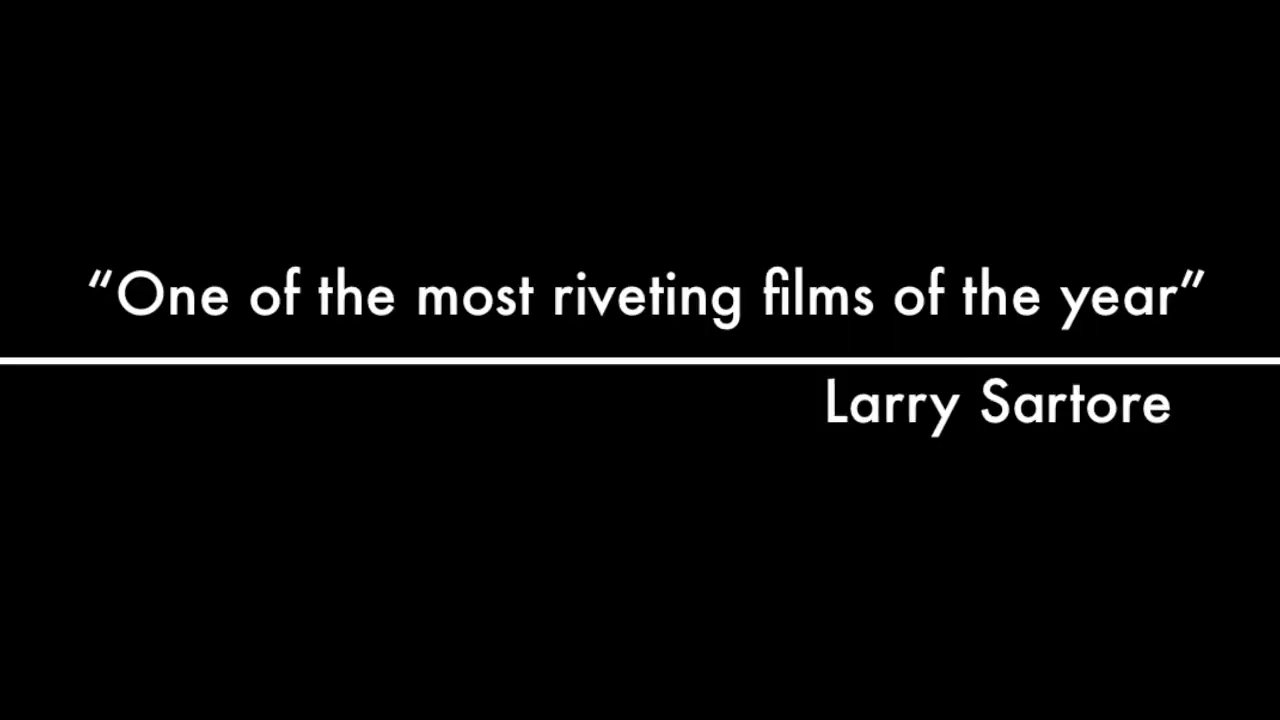 “One of the most riveting films of the year”
Larry Sartore